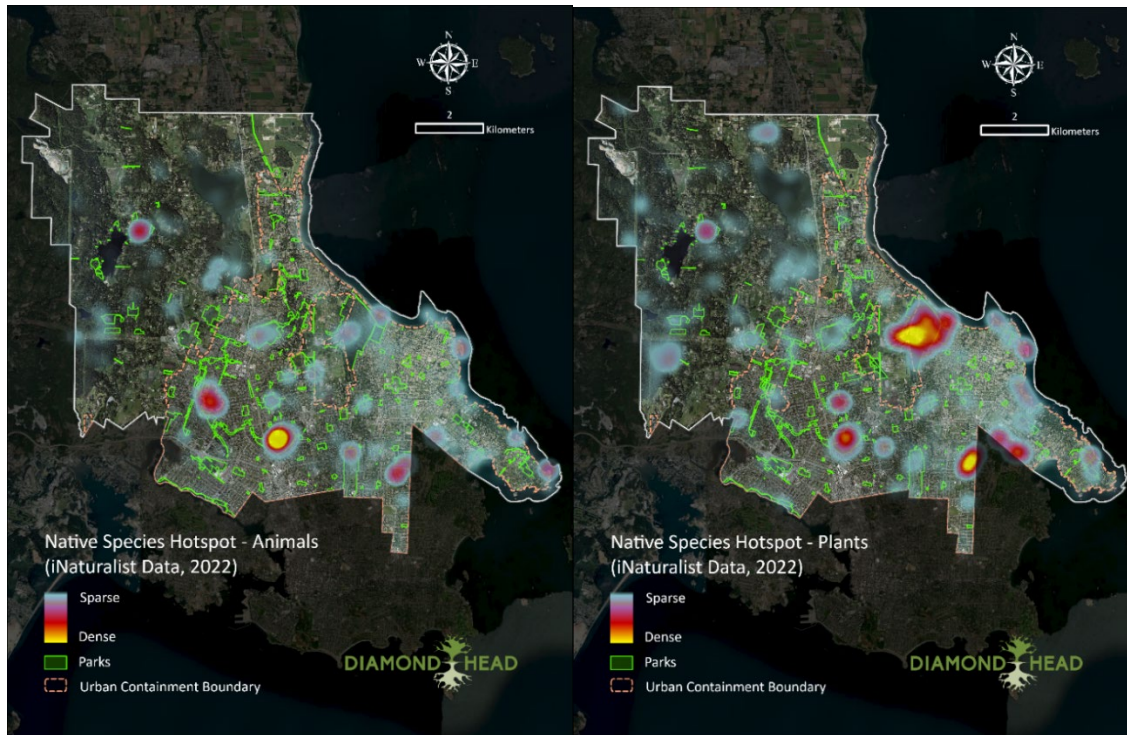 N
W E
S
2
Kilometers
Native Species Hotspot - Animals
(iNaturalist Data, 2022)
Sparse
Dense
Parks
Urban Containment Boundary
DIAMOND HEAD
N
W E
S
2
Kilometers
Native Species Hotspot - Plants
(iNaturalist Data, 2022)
Sparse
Dense
Parks
Urban Containment Boundary
DIAMOND HEAD